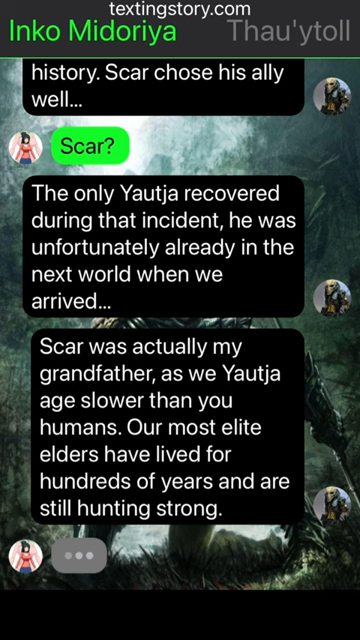 textingstory.com
Inko Midoriya Thau'ytoll
history. Scar chose his ally
well...
Scar?
The only Yautja recovered
during that incident, he was
unfortunately already in the
next world when we
arrived...
Scar was actually my
grandfather, as we Yautja
age slower than you
humans. Our most elite
elders have lived for
hundreds of years and are
still hunting strong.